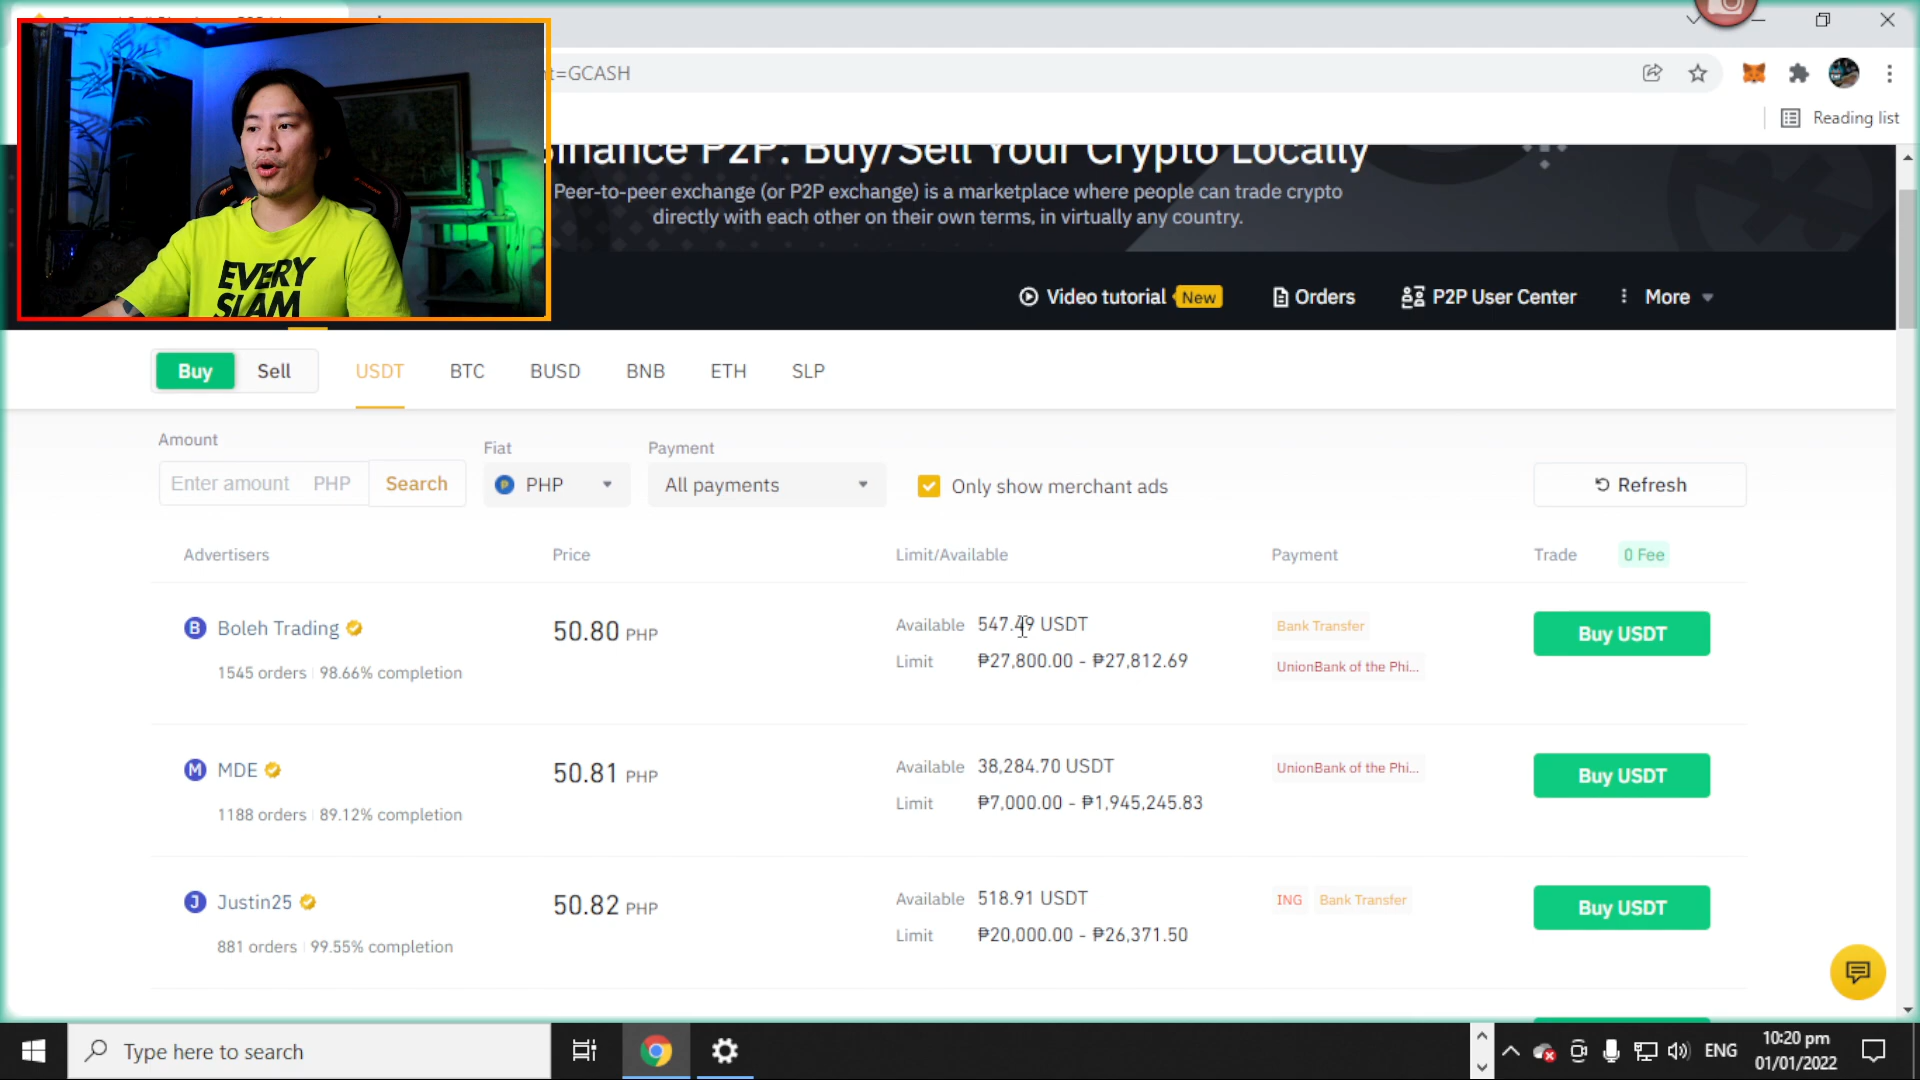 t=GCASH
Reading list
Binance P2P: Buy/Sell Your Crypto Locally
Peer-to-peer exchange (or P2P exchange) is a marketplace where people can trade crypto
directly with each other on their own terms, in virtually any country.
EVERY
SLAM
Video tutorial New
Orders
P2P User Center
More
Buy Sell USDT BTC BUSD BNB ETH SLP
Amount
Fiat
Payment
Enter amount PHP Search
PHP
All payments
Only show merchant ads
Refresh
Advertisers Price Limit/Available Payment Trade 0 Fee
Boleh Trading
1545 orders | 98.66% completion
50.80 PHP
Available 547.49 USDT
Limit ₱27,800.00 - ₱27,812.69
Bank Transfer
UnionBank of the Phi...
Buy USDT
MDE
1188 orders | 89.12% completion
50.81 PHP
Available 38,284.70 USDT
Limit ₱7,000.00 - ₱1,945,245.83
UnionBank of the Phi...
Buy USDT
Justin25
881 orders | 99.55% completion
50.82 PHP
Available 518.91 USDT
Limit ₱20,000.00 - ₱26,371.50
ING Bank Transfer
Buy USDT
Type here to search
ENG
10:20 pm
01/01/2022